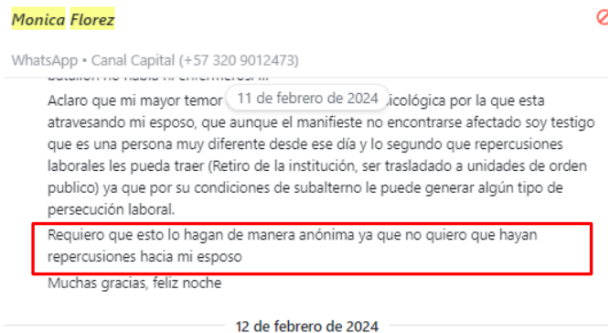 Monica Florez
WhatsApp • Canal Capital (+57 320 9012473)
11 de febrero de 2024
Aclaro que mi mayor temor icológica por la que esta
atravesando mi esposo, que aunque el manifieste no encontrarse afectado soy testigo
que es una persona muy diferente desde ese día y lo segundo que repercusiones
laborales les pueda traer (Retiro de la institución, ser trasladado a unidades de orden
publico) ya que por su condiciones de subalterno le puede generar algún tipo de
persecución laboral.
Requiero que esto lo hagan de manera anónima ya que no quiero que hayan
repercusiones hacia mi esposo
Muchas gracias, feliz noche
12 de febrero de 2024